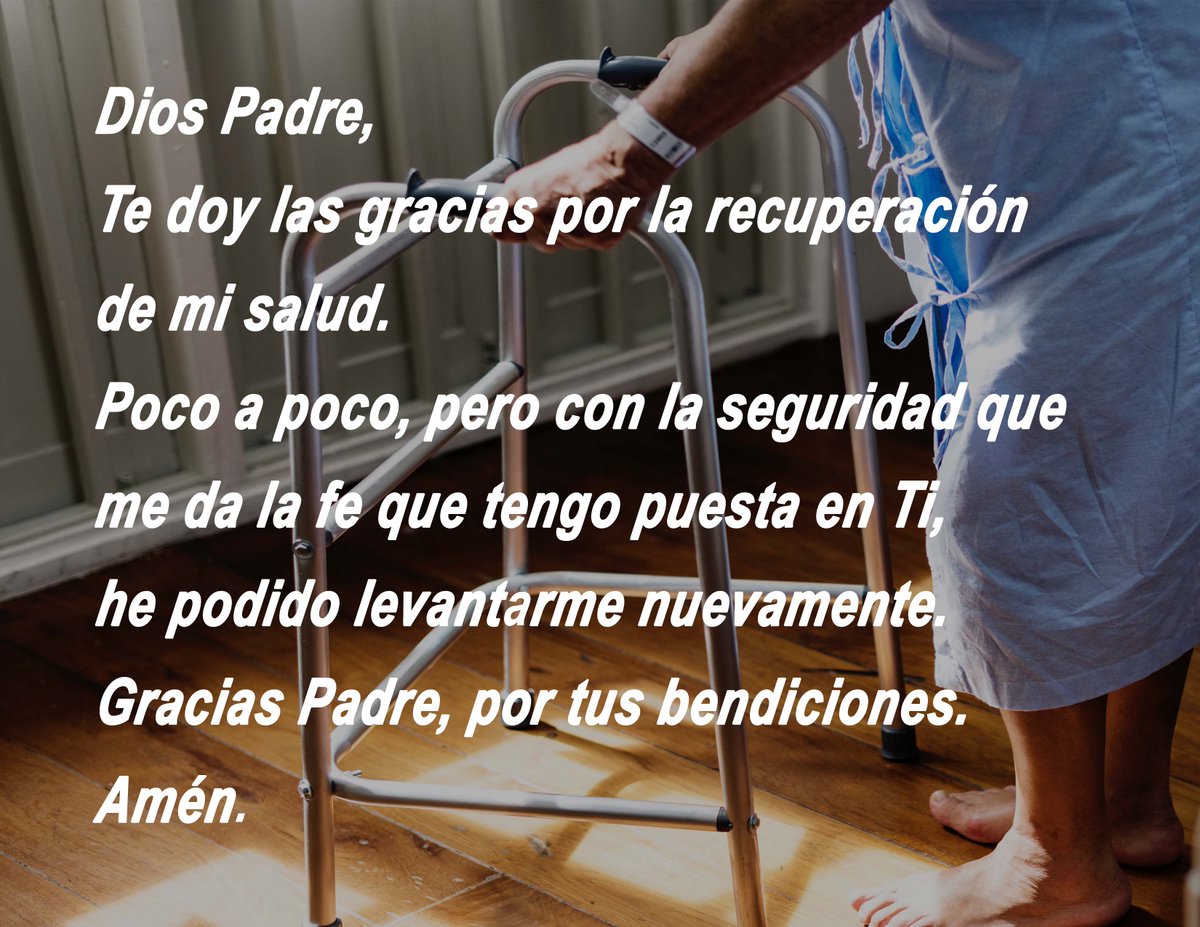 Dios Padre,
Te doy las gracias por la recuperación
de mi salud.
Poco a poco, pero con la seguridad que
me da la fe que tengo puesta en Ti,
he podido levantarme nuevamente.
Gracias Padre, por tus bendiciones.
Amén.